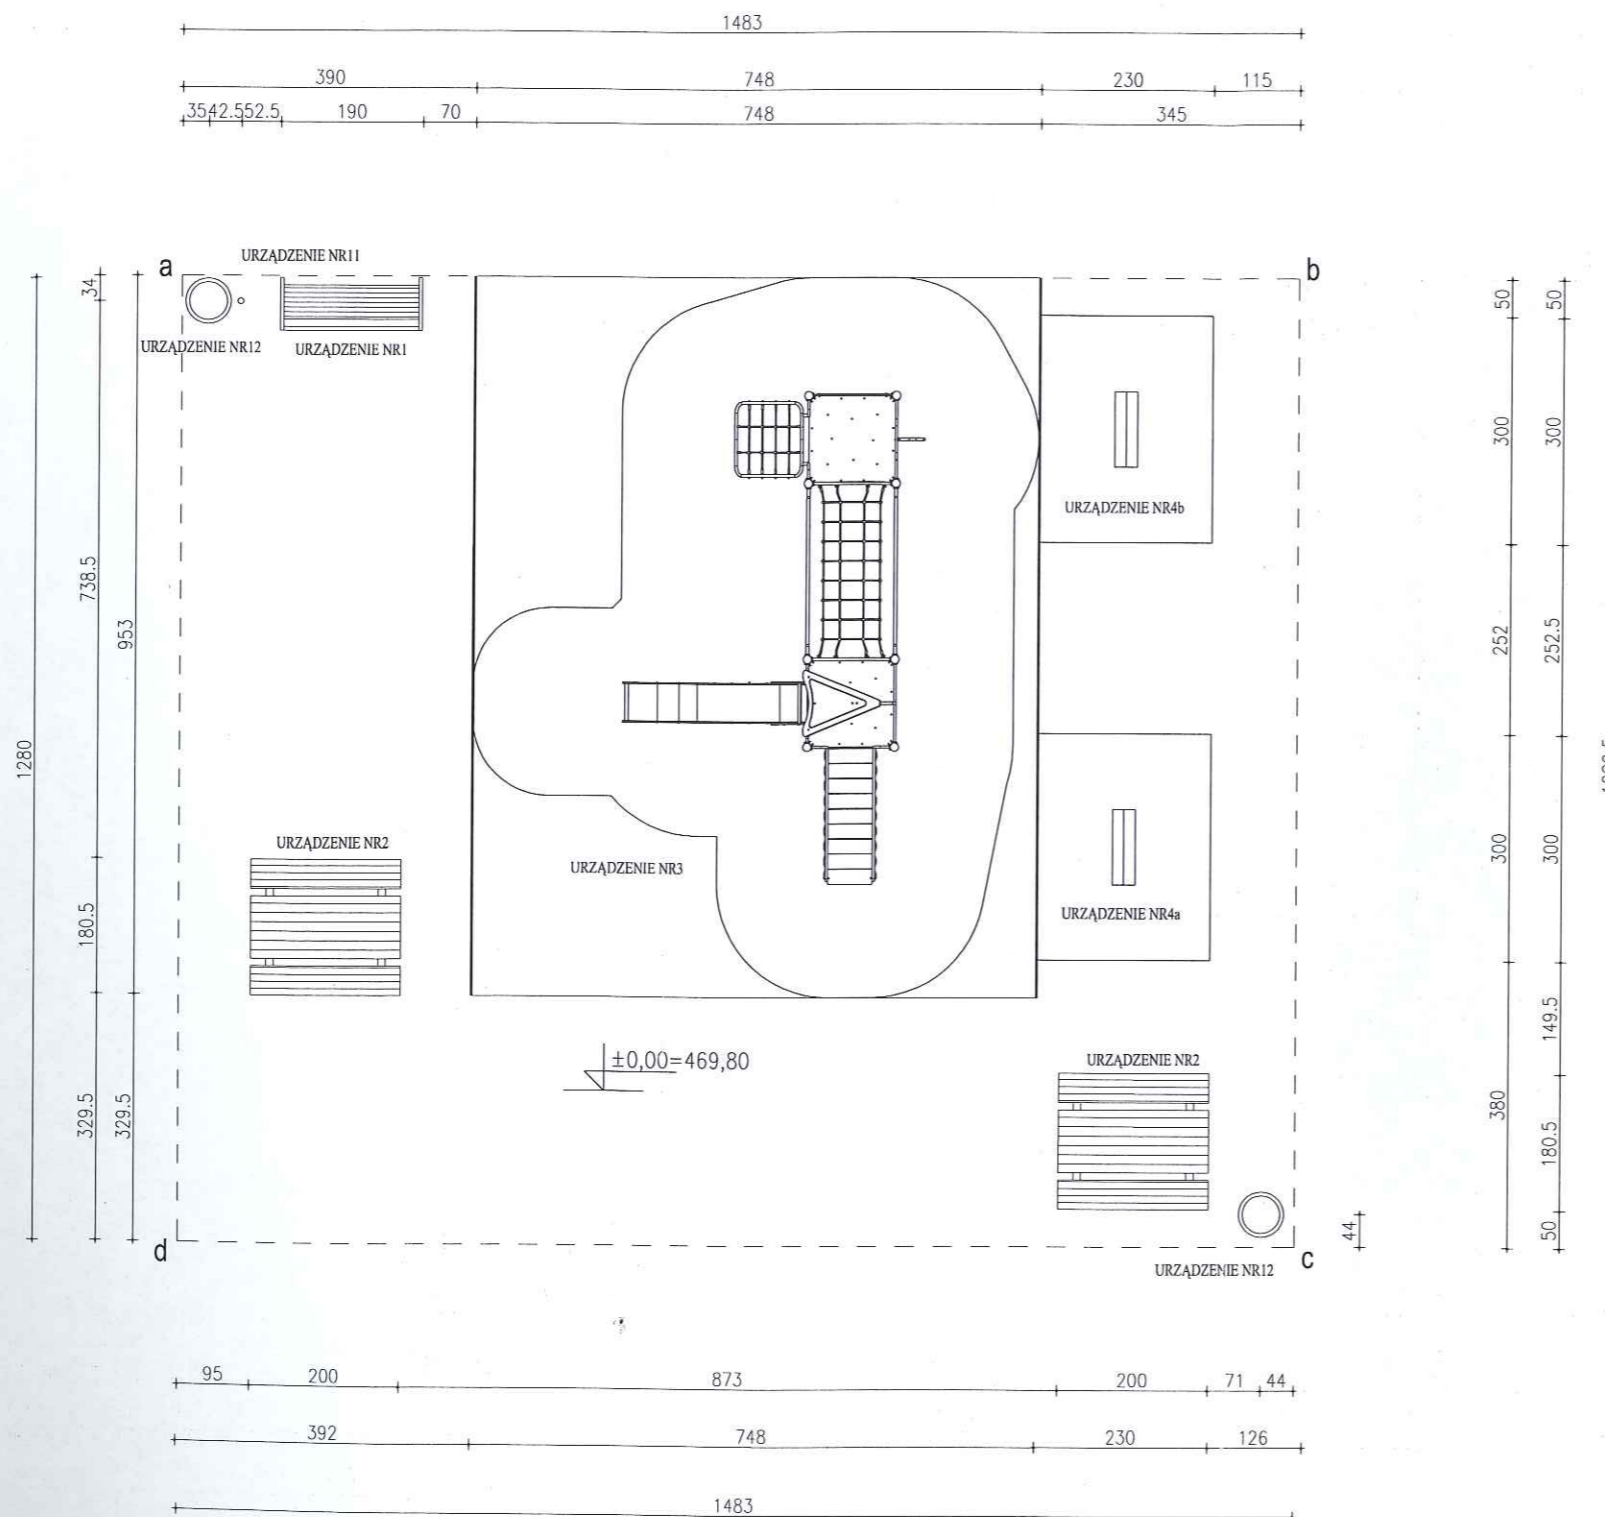 1483
390 748 230 115
35 42.5 52.5 190 70 748 345
URZĄDZENIE NR11
a
b
34
50 50
URZĄDZENIE NR12 URZĄDZENIE NR1
300 300
URZĄDZENIE NR4b
738.5
953
252 252.5
1280
URZĄDZENIE NR2
URZĄDZENIE NR3
300 300
180.5
URZĄDZENIE NR4a
149.5
±0,00=469,80
URZĄDZENIE NR2
329.5 329.5
380
180.5
44
50
d
c
URZĄDZENIE NR12
95 200 873 200 71 44
392 748 230 126
1483